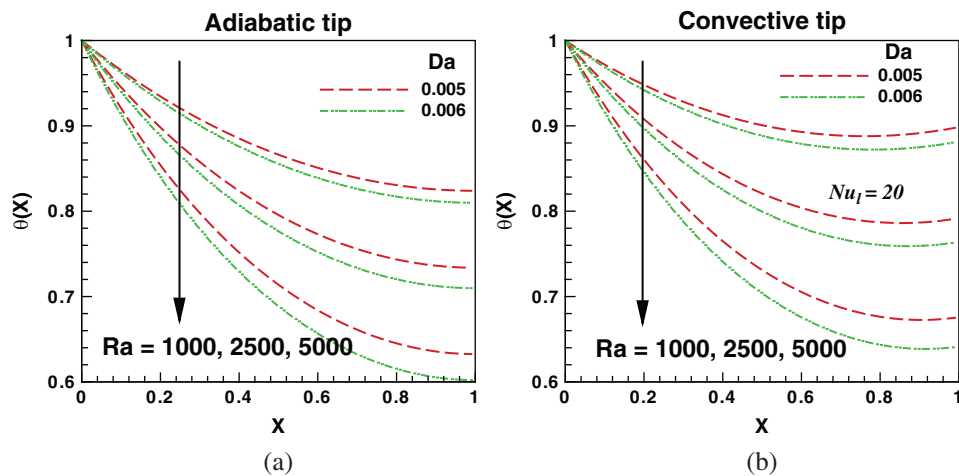 Adiabatic tip
1
0.9
0.8
0.7
0.6
θ(X)
Da
0.005
0.006
Ra = 1000, 2500, 5000
0
0.2
0.4
0.6
0.8
1
X
(a)
Convective tip
1
0.9
0.8
0.7
0.6
θ(X)
Da
0.005
0.006
Nu_l = 20
Ra = 1000, 2500, 5000
0
0.2
0.4
0.6
0.8
1
X
(b)